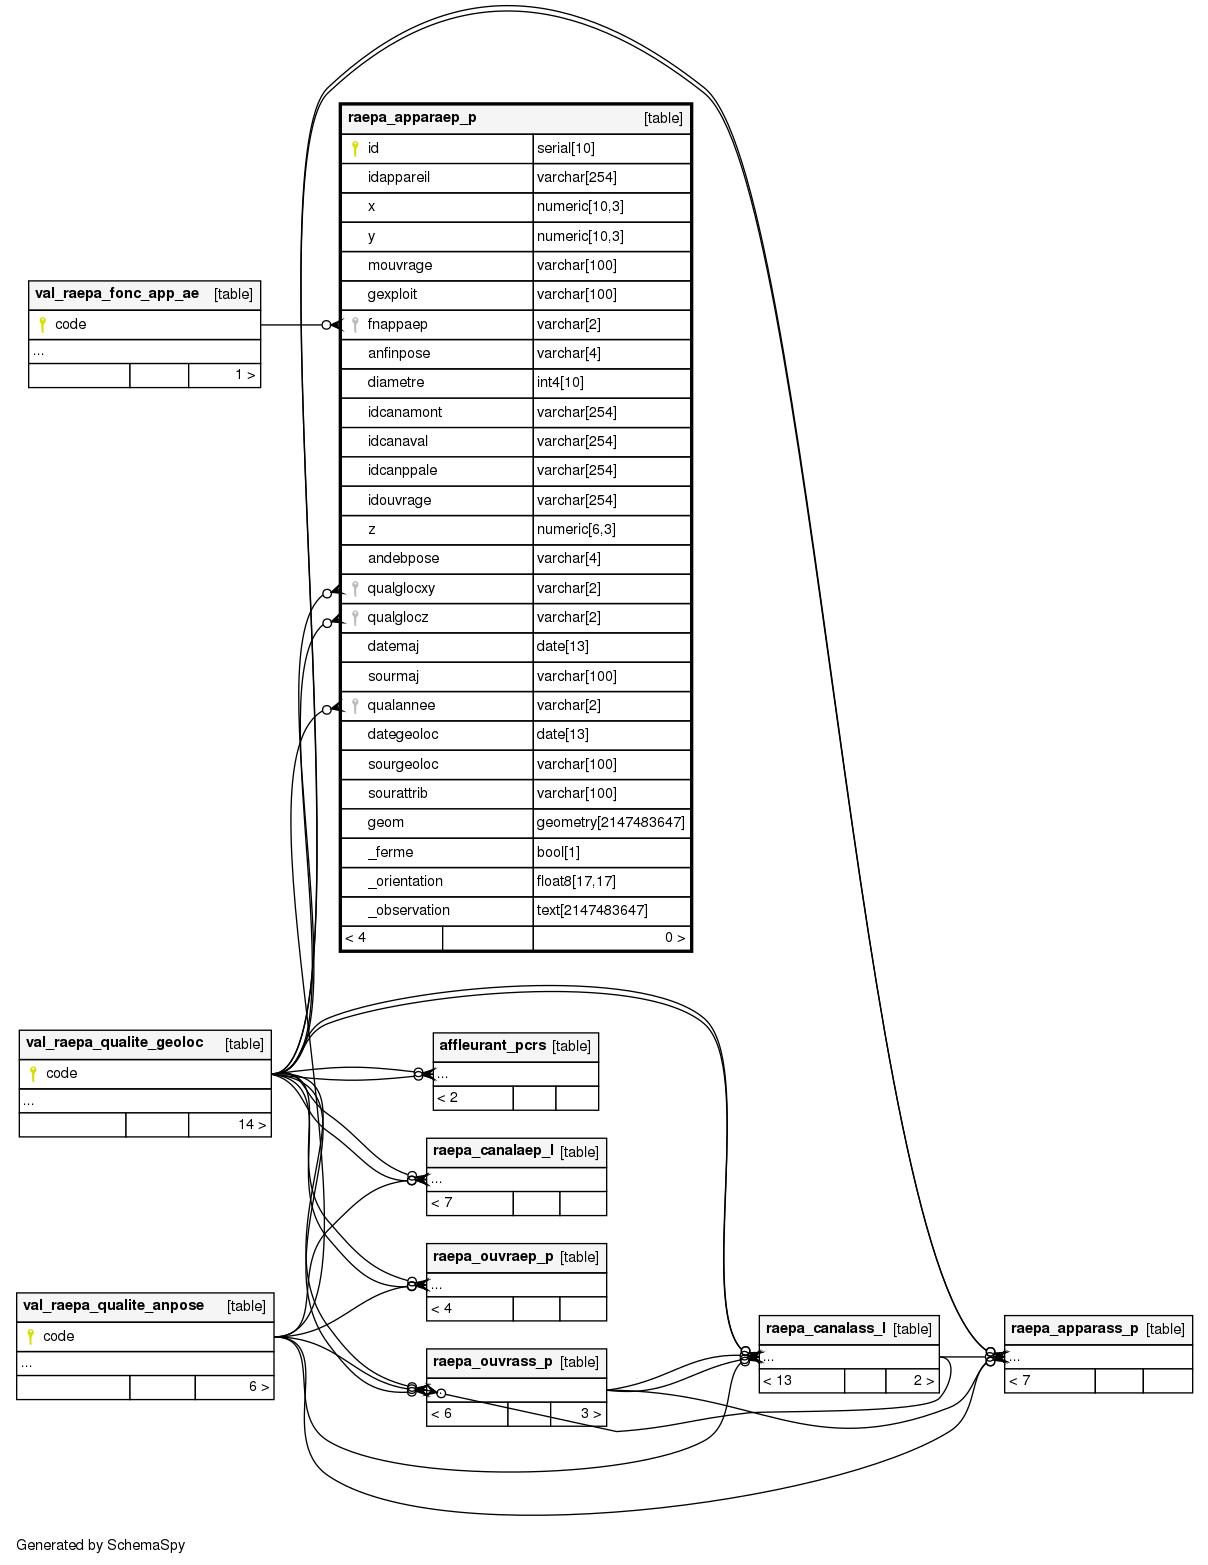 raepa_apparaep_p [table]
id serial[10]
idappareil varchar[254]
x numeric[10,3]
y numeric[10,3]
mouvrage varchar[100]
gexploit varchar[100]
fnappaep varchar[2]
anfinpose varchar[4]
diametre int4[10]
idcanamont varchar[254]
idcanaval varchar[254]
idcanppale varchar[254]
idouvrage varchar[254]
z numeric[6,3]
andebpose varchar[4]
qualglocxy varchar[2]
qualglocz varchar[2]
datemaj date[13]
sourmaj varchar[100]
qualannee varchar[2]
dategeoloc date[13]
sourgeoloc varchar[100]
sourattrib varchar[100]
geom geometry[2147483647]
_ferme bool[1]
_orientation float8[17,17]
_observation text[2147483647]
< 4 0 >
val_raepa_fonc_app_ae [table]
code
...
1 >
val_raepa_qualite_geoloc [table]
code
...
14 >
affleurant_pcrs [table]
...
< 2
raepa_canalaep_l [table]
...
< 7
raepa_ouvraep_p [table]
...
< 4
val_raepa_qualite_anpose [table]
code
...
6 >
raepa_ouvrass_p [table]
< 6 3 >
raepa_canalass_l [table]
...
< 13 2 >
raepa_apparass_p [table]
...
< 7
Generated by SchemaSpy